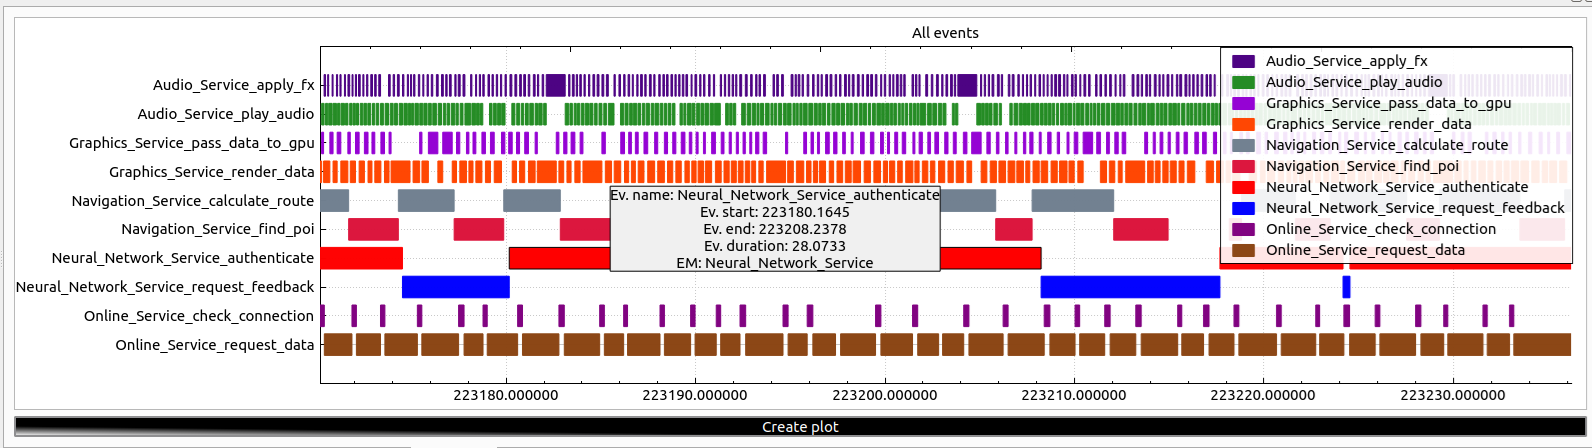 All events
Audio_Service_apply_fx
Audio_Service_play_audio
Graphics_Service_pass_data_to_gpu
Graphics_Service_render_data
Navigation_Service_calculate_route
Navigation_Service_find_poi
Neural_Network_Service_authenticate
Neural_Network_Service_request_feedback
Online_Service_check_connection
Online_Service_request_data
Ev. name: Neural_Network_Service_authenticate
Ev. start: 223180.1645
Ev. end: 223208.2378
Ev. duration: 28.0733
EM: Neural_Network_Service
Audio_Service_apply_fx
Audio_Service_play_audio
Graphics_Service_pass_data_to_gpu
Graphics_Service_render_data
Navigation_Service_calculate_route
Navigation_Service_find_poi
Neural_Network_Service_authenticate
Neural_Network_Service_request_feedback
Online_Service_check_connection
Online_Service_request_data
223180.000000 223190.000000 223200.000000 223210.000000 223220.000000 223230.000000
Create plot